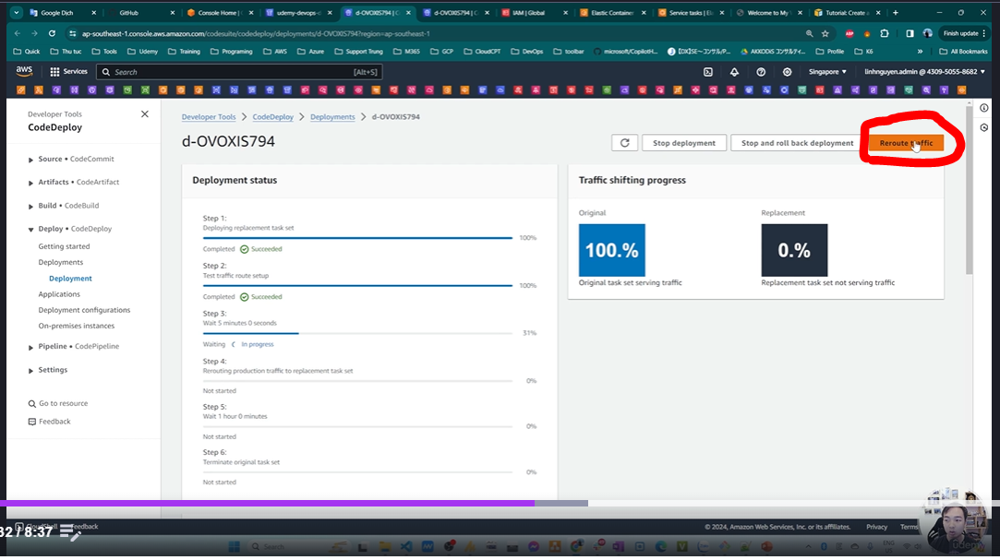 Google Dịch
GitHub
Console Home | C
udemy-devops-
d-OVOXIS794 | C
d-OVOXIS794 | C
IAM | Global
Elastic Container
Service tasks | El
Welcome to My
Tutorial: Create a
ap-southeast-1.console.aws.amazon.com/codesuite/codedeploy/deployments/d-OVOXIS794?region=ap-southeast-1
Finish update
Quick
Thu tuc
Tools
Udemy
Training
Programing
AWS
Azure
Support Trung
M365
GCP
CloudCPT
DevOps
toolbar
microsoft/CopilotH...
Profile
K6
All Bookmarks
aws
Services
Search
[Alt+S]
Singapore
linhnguyen.admin @ 4309-5055-8682
Developer Tools
CodeDeploy
Source • CodeCommit
Artifacts • CodeArtifact
Build • CodeBuild
Deploy • CodeDeploy
Getting started
Deployments
Deployment
Applications
Deployment configurations
On-premises instances
Pipeline • CodePipeline
Settings
Go to resource
Feedback
Developer Tools > CodeDeploy > Deployments > d-OVOXIS794
d-OVOXIS794
Stop deployment
Stop and roll back deployment
Reroute traffic
Deployment status
Step 1:
Deploying replacement task set
100%
Completed Succeeded
Step 2:
Test traffic route setup
100%
Completed Succeeded
Step 3:
Wait 5 minutes 0 seconds
31%
Waiting In progress
Step 4:
Rerouting production traffic to replacement task set
0%
Not started
Step 5:
Wait 1 hour 0 minutes
0%
Not started
Step 6:
Terminate original task set
0%
Not started
Traffic shifting progress
Original
100.%
Original task set serving traffic
Replacement
0.%
Replacement task set not serving traffic
CloudShell Feedback
© 2024, Amazon Web Services, Inc. or its affiliates.
Privacy
Terms
32 / 8:37
Search
ENG
US
udemy